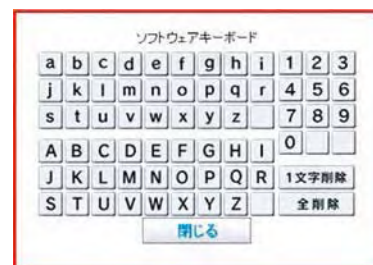 ソフトウェアキーボード
a b c d e f g h i 1 2 3
j k l m n o p q r 4 5 6
s t u v w x y z 7 8 9
0
A B C D E F G H I
J K L M N O P Q R 1文字削除
S T U V W X Y Z 全削除
閉じる